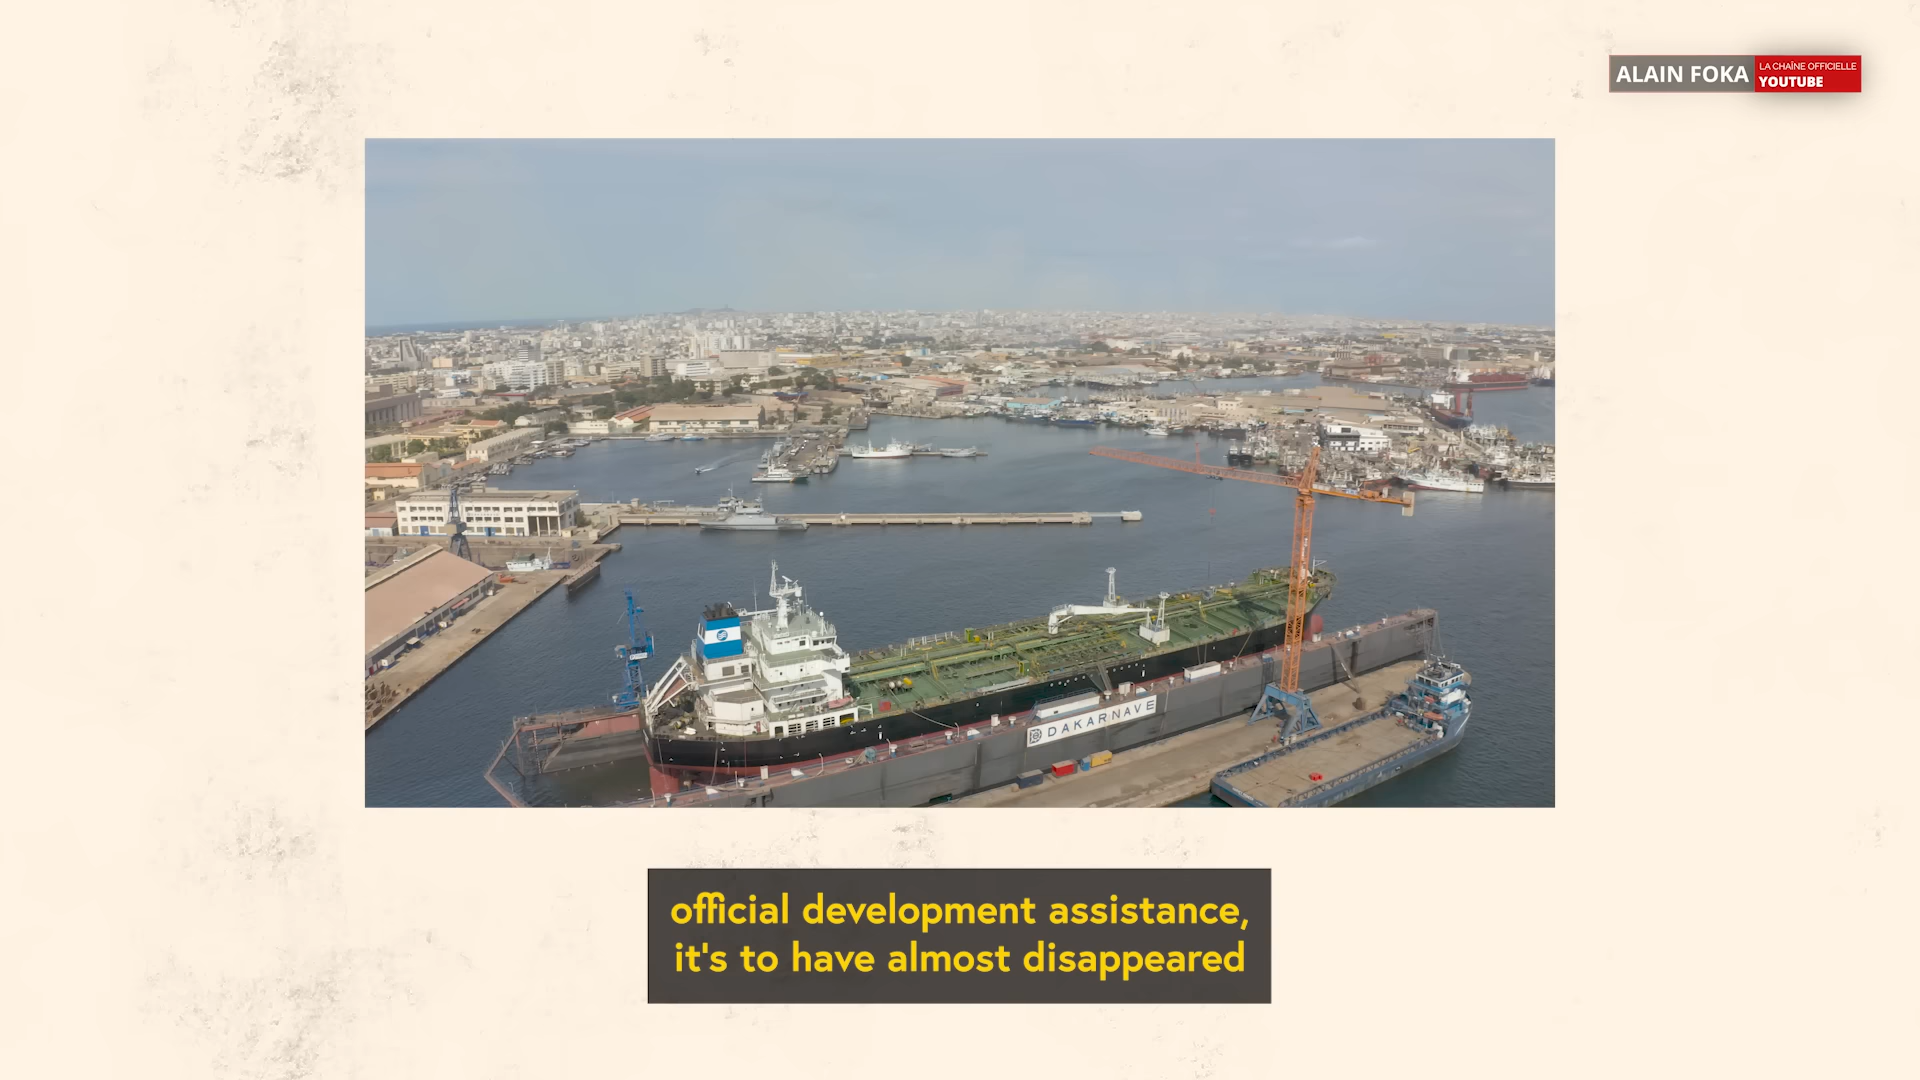 ALAIN FOKA
LA CHAÎNE OFFICIELLE
YOUTUBE
DAKARNAVE
official development assistance,
it's to have almost disappeared